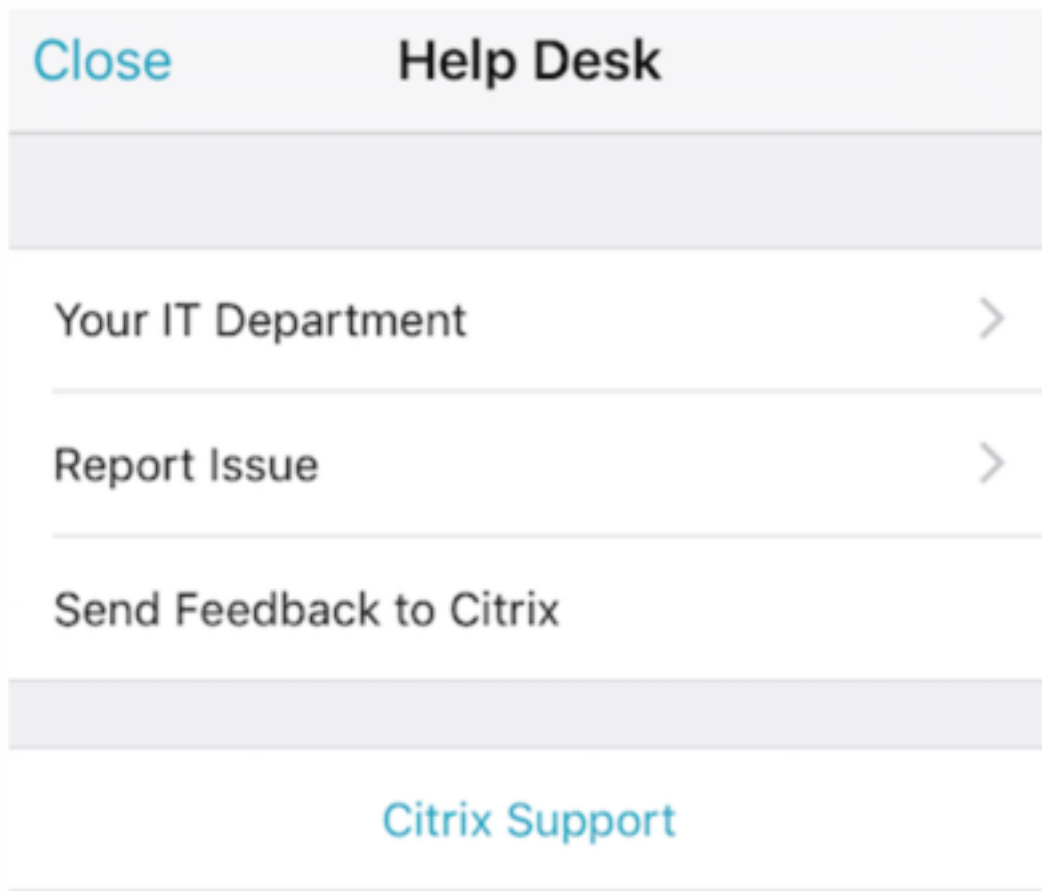 Close
Help Desk
Your IT Department
Report Issue
Send Feedback to Citrix
Citrix Support